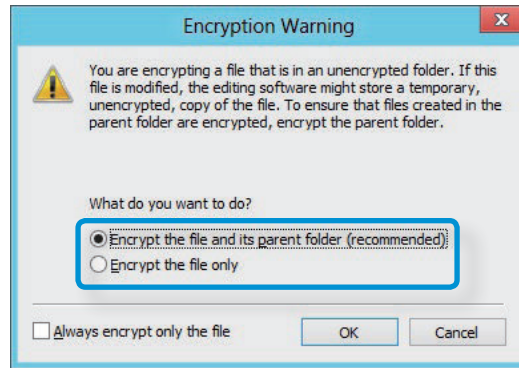 Encryption Warning
x
You are encrypting a file that is in an unencrypted folder. If this
file is modified, the editing software might store a temporary,
unencrypted, copy of the file. To ensure that files created in the
parent folder are encrypted, encrypt the parent folder.
What do you want to do?
Encrypt the file and its parent folder (recommended)
Encrypt the file only
Always encrypt only the file
OK
Cancel